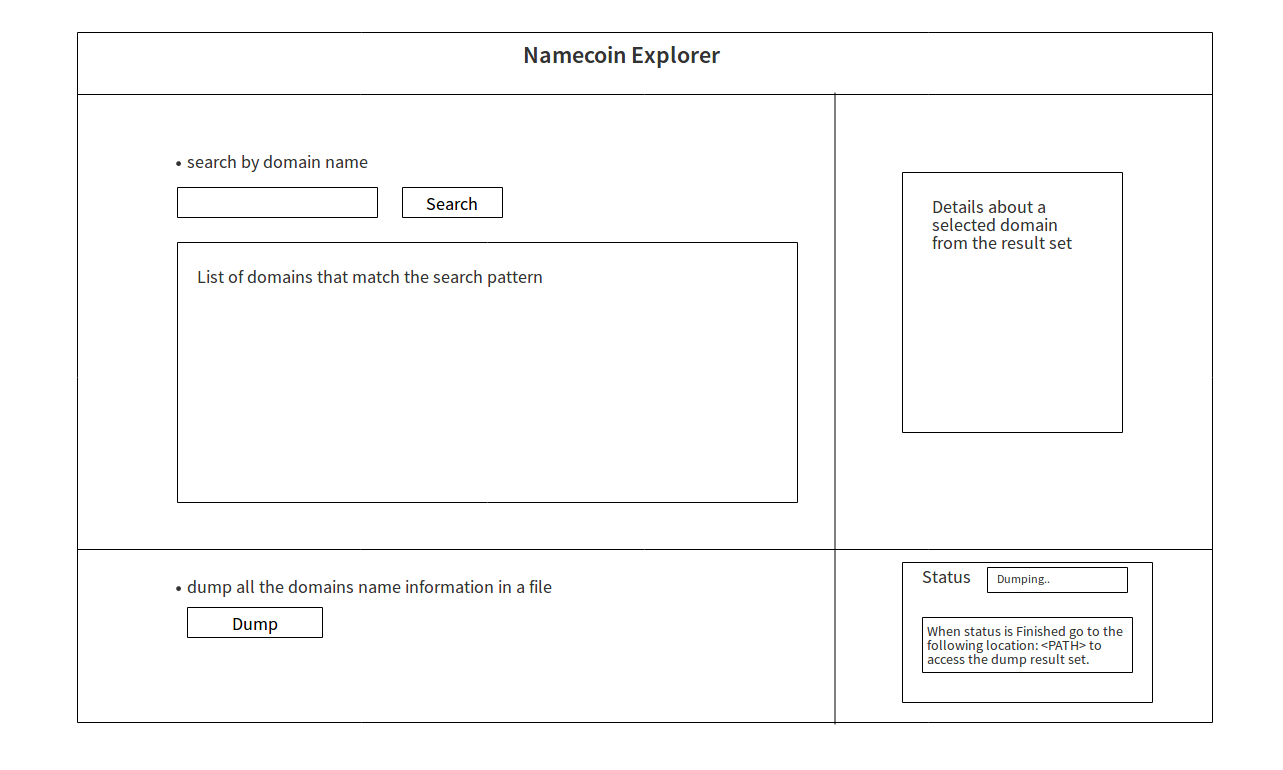 Namecoin Explorer
• search by domain name
Search
List of domains that match the search pattern
Details about a
selected domain
from the result set
• dump all the domains name information in a file
Dump
Status
Dumping..
When status is Finished go to the
following location: <PATH> to
access the dump result set.